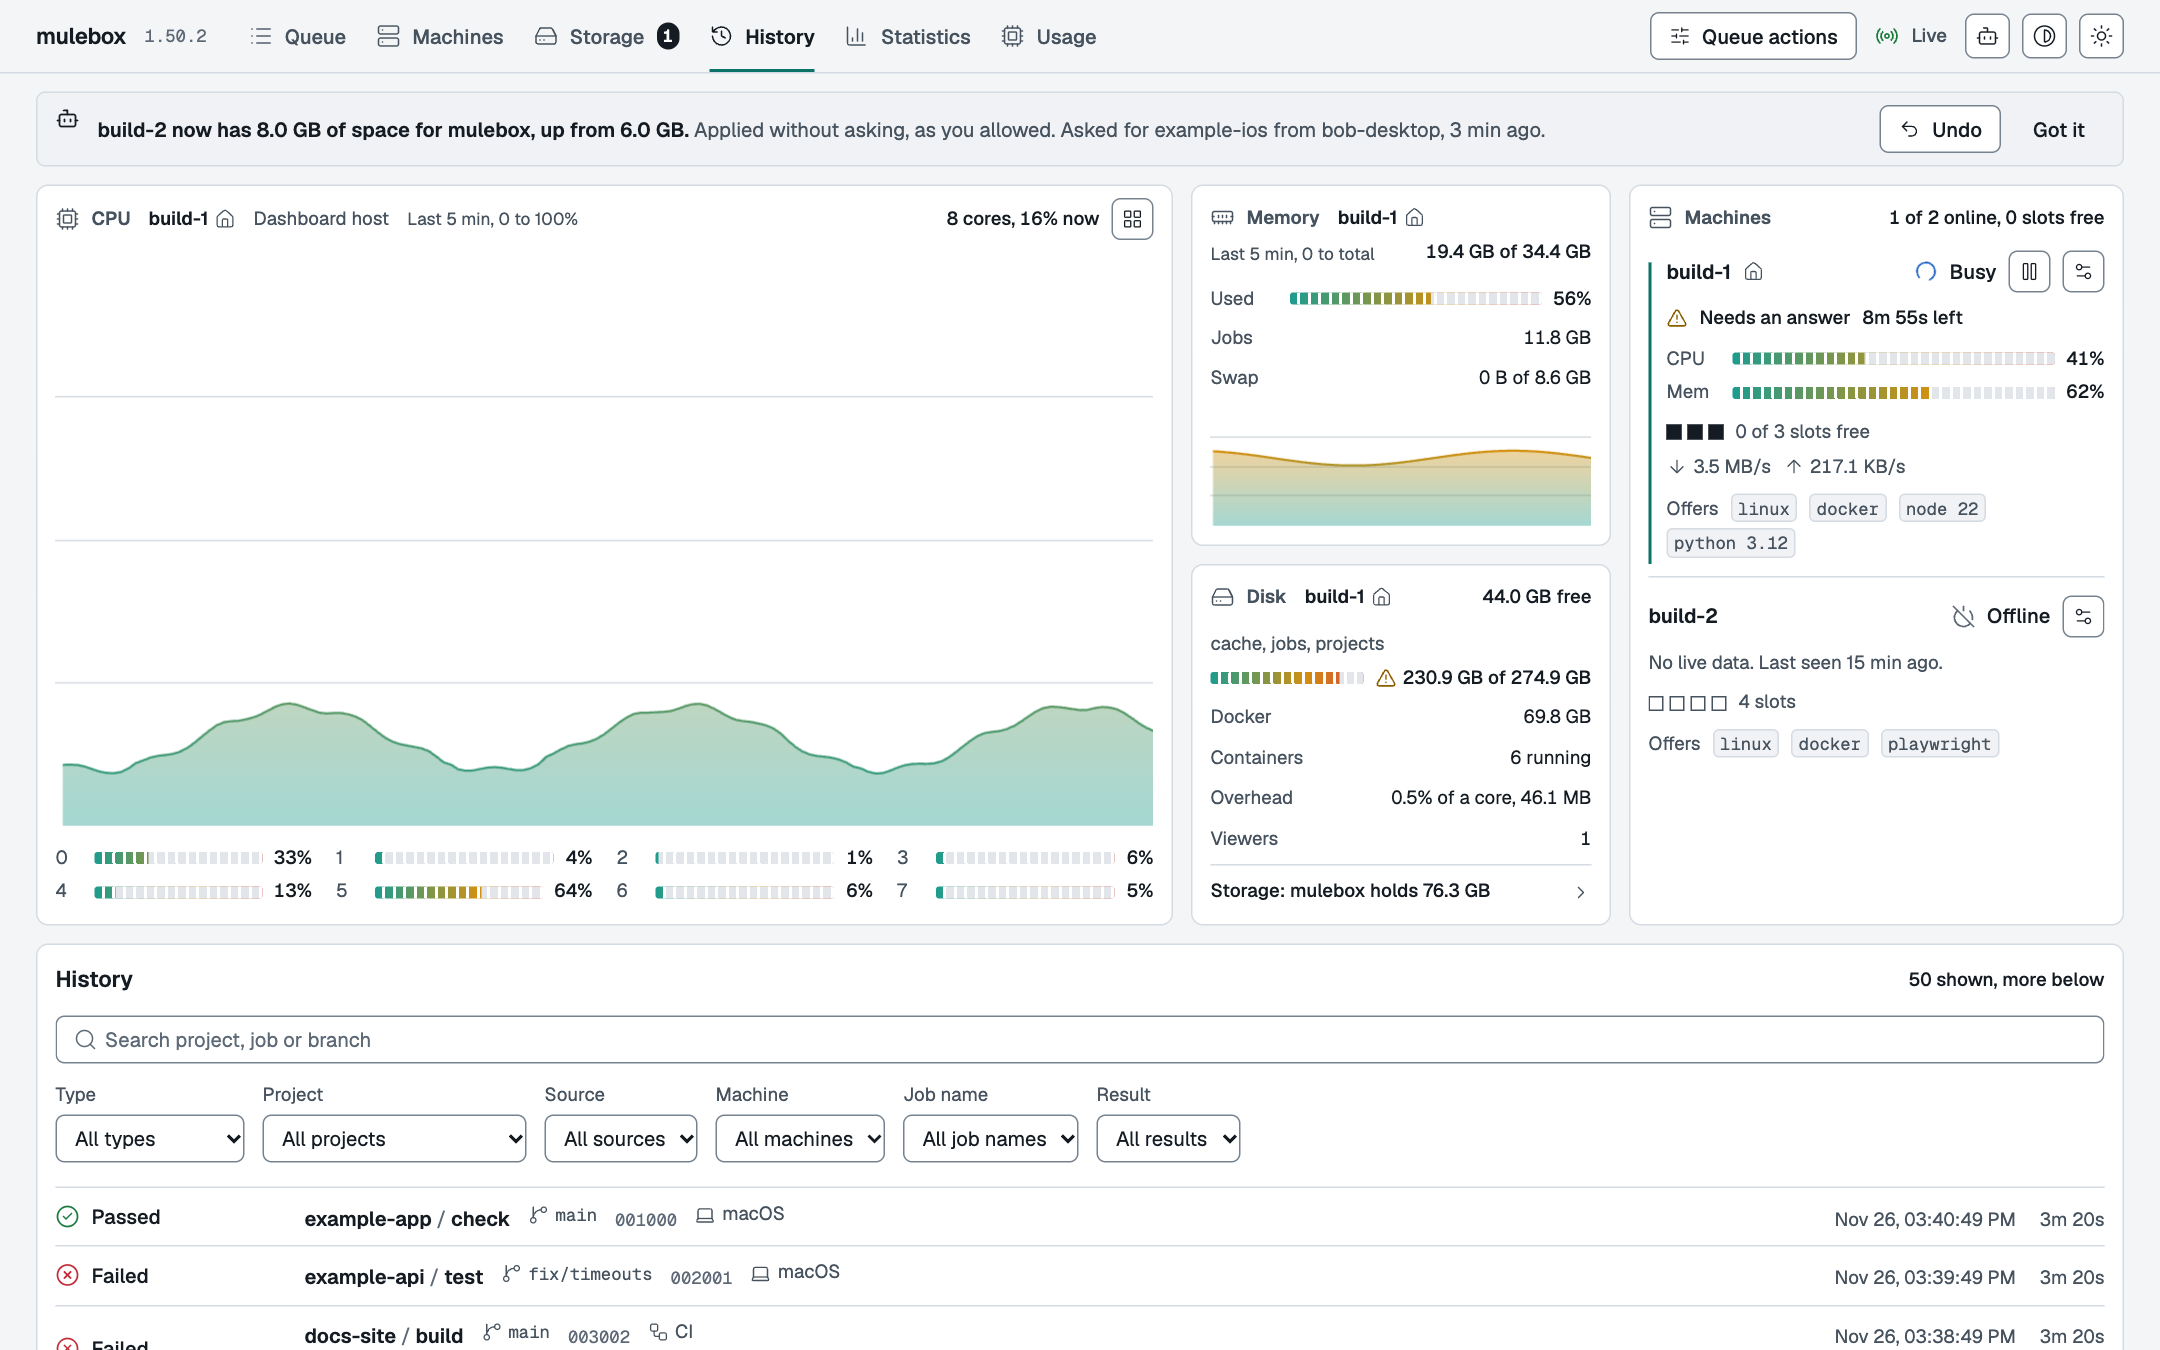 mulebox 1.50.2 Queue Machines Storage 1 History Statistics Usage Queue actions Live
build-2 now has 8.0 GB of space for mulebox, up from 6.0 GB. Applied without asking, as you allowed. Asked for example-ios from bob-desktop, 3 min ago. Undo Got it
CPU build-1 Dashboard host Last 5 min, 0 to 100% 8 cores, 16% now
0 33% 1 4% 2 1% 3 6%
4 13% 5 64% 6 6% 7 5%
Memory build-1
Last 5 min, 0 to total 19.4 GB of 34.4 GB
Used 56%
Jobs 11.8 GB
Swap 0 B of 8.6 GB
Disk build-1 44.0 GB free
cache, jobs, projects
230.9 GB of 274.9 GB
Docker 69.8 GB
Containers 6 running
Overhead 0.5% of a core, 46.1 MB
Viewers 1
Storage: mulebox holds 76.3 GB
Machines 1 of 2 online, 0 slots free
build-1 Busy
Needs an answer 8m 55s left
CPU 41%
Mem 62%
0 of 3 slots free
3.5 MB/s 217.1 KB/s
Offers linux docker node 22
python 3.12
build-2 Offline
No live data. Last seen 15 min ago.
4 slots
Offers linux docker playwright
History 50 shown, more below
Search project, job or branch
Type Project Source Machine Job name Result
All types All projects All sources All machines All job names All results
Passed example-app / check main 001000 macOS Nov 26, 03:40:49 PM 3m 20s
Failed example-api / test fix/timeouts 002001 macOS Nov 26, 03:39:49 PM 3m 20s
Failed docs-site / build main 003002 CI Nov 26, 03:38:49 PM 3m 20s